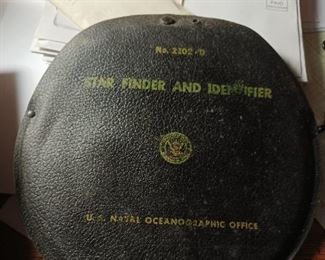 No. 2102-D
STAR FINDER AND IDENTIFIER
U. S. NAVAL OCEANOGRAPHIC OFFICE